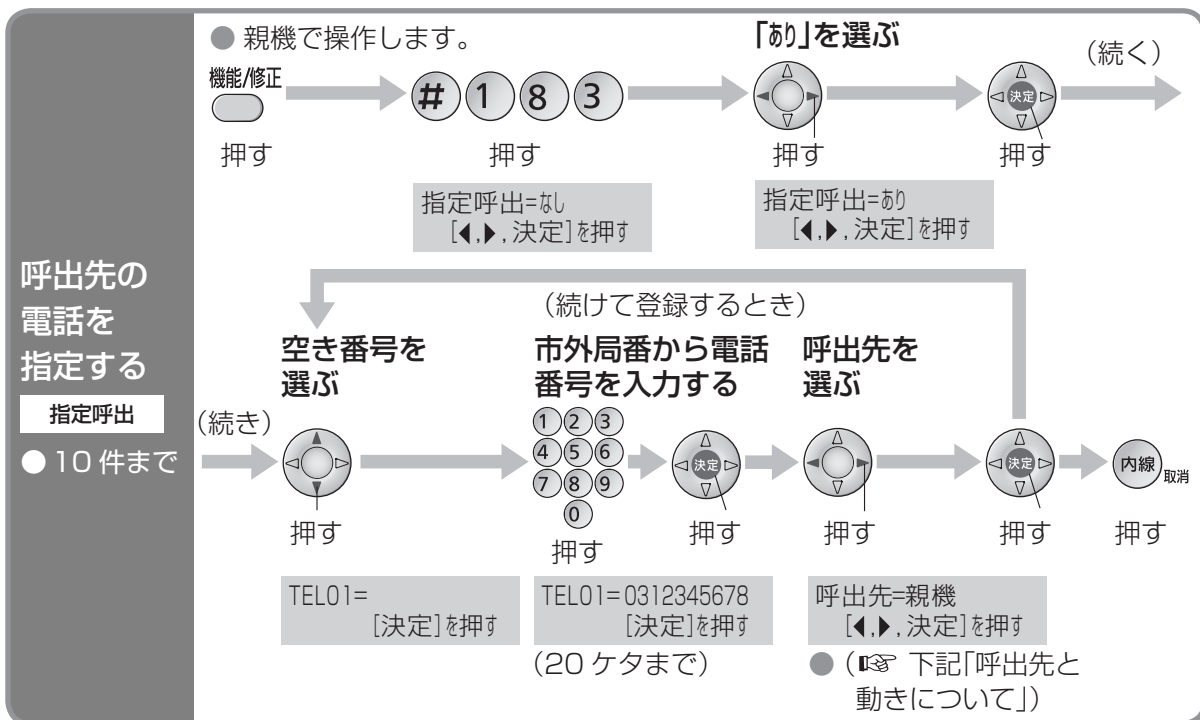 呼出先の
電話を
指定する
指定呼出
● 10 件まで
● 親機で操作します。
機能/修正
押す
# 1 8 3
押す
指定呼出=なし
[◀,▶,決定]を押す
「あり」を選ぶ
押す
指定呼出=あり
[◀,▶,決定]を押す
決定
押す
(続く)
(続けて登録するとき)
(続き)
空き番号を
選ぶ
押す
TEL01=
[決定]を押す
市外局番から電話
番号を入力する
1 2 3
4 5 6
7 8 9
0
押す
TEL01=0312345678
[決定]を押す
(20 ケタまで)
決定
押す
呼出先を
選ぶ
押す
呼出先=親機
[◀,▶,決定]を押す
● (☞ 下記「呼出先と
動きについて」)
決定
押す
内線
取消
押す